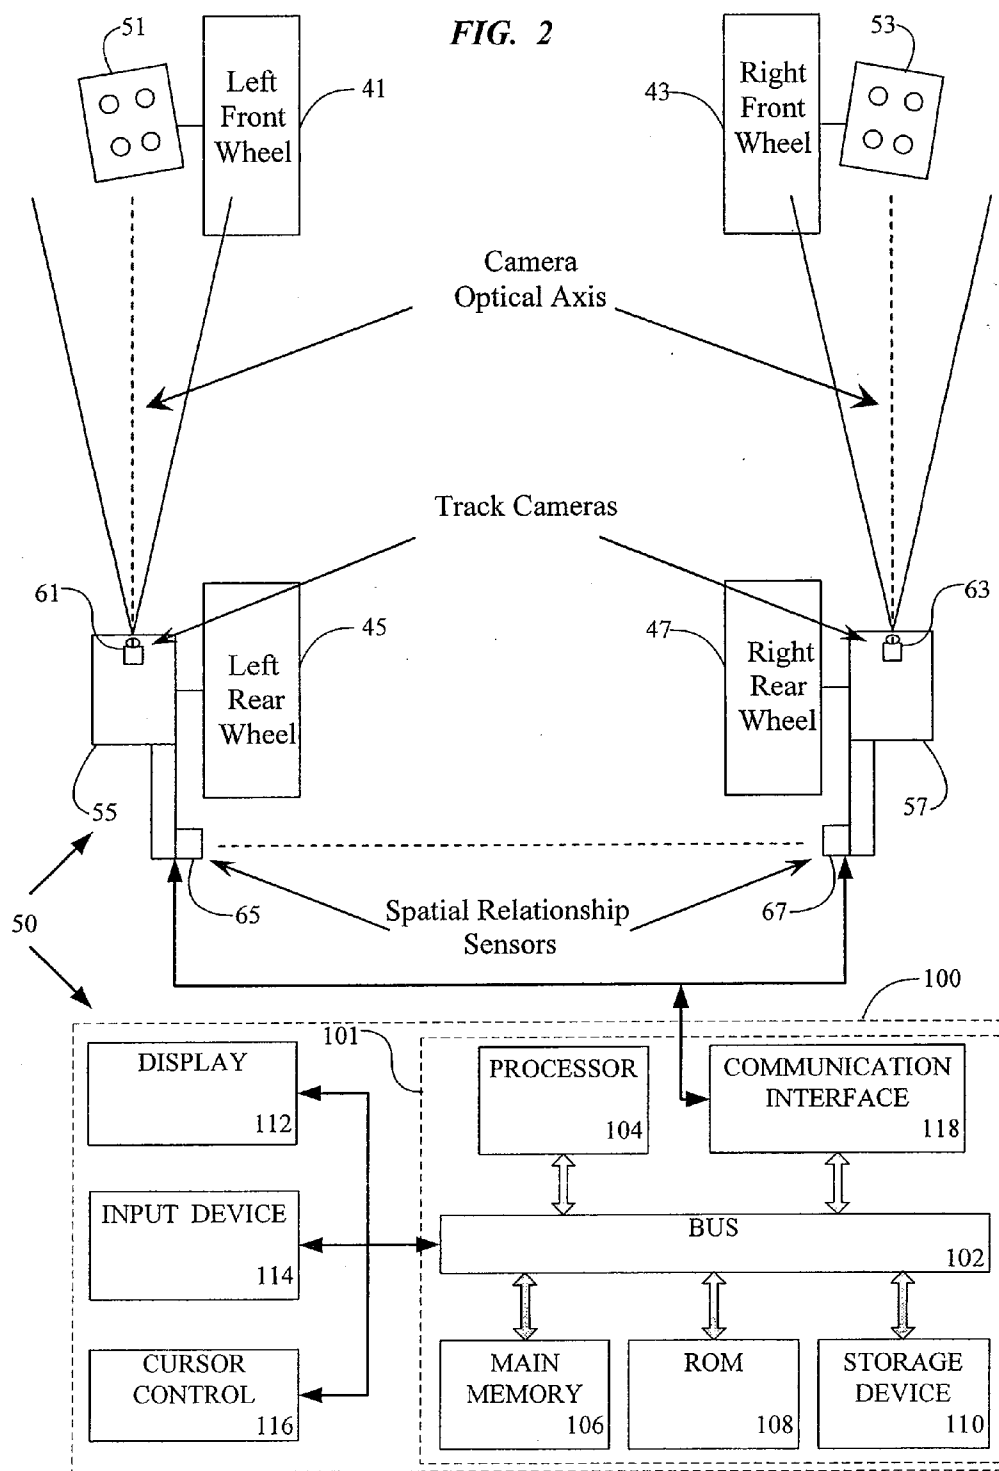 FIG. 2
51
53
Left
Front
Wheel
41
43
Right
Front
Wheel
Camera
Optical Axis
Track Cameras
61
63
45
47
Left
Rear
Wheel
Right
Rear
Wheel
55
57
65
67
Spatial Relationship
Sensors
50
100
101
DISPLAY
112
PROCESSOR
104
COMMUNICATION
INTERFACE
118
INPUT DEVICE
114
BUS
102
CURSOR
CONTROL
116
MAIN
MEMORY
106
ROM
108
STORAGE
DEVICE
110